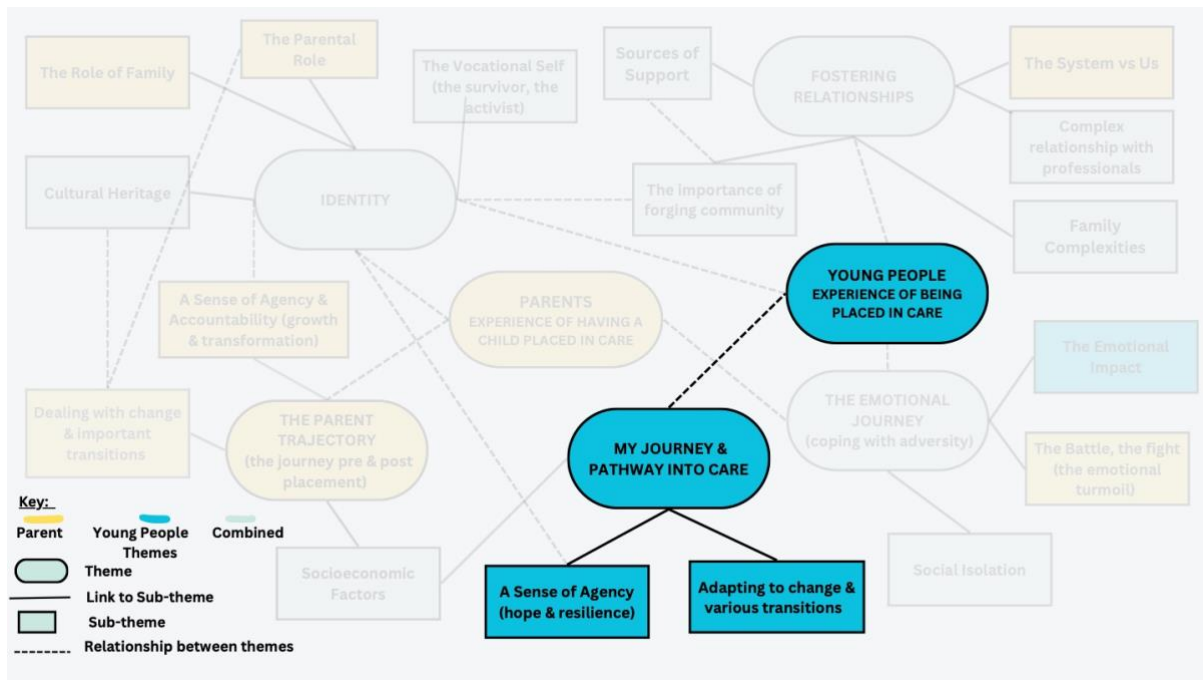 The Role of Family
The Parental
Role
The Vocational Self
(the survivor, the
activist)
Sources of
Support
FOSTERING
RELATIONSHIPS
The System vs Us
Complex
relationship with
professionals
Cultural Heritage
IDENTITY
The importance of
forging community
Family
Complexities
A Sense of Agency &
Accountability (growth
& transformation)
PARENTS
EXPERIENCE OF HAVING A
CHILD PLACED IN CARE
YOUNG PEOPLE
EXPERIENCE OF BEING
PLACED IN CARE
The Emotional
Impact
Dealing with change
& important
transitions
THE PARENT
TRAJECTORY
(the journey pre & post
placement)
MY JOURNEY &
PATHWAY INTO CARE
THE EMOTIONAL
JOURNEY
(coping with adversity)
The Battle, the fight
(the emotional
turmoil)
Socioeconomic
Factors
A Sense of Agency
(hope & resilience)
Adapting to change &
various transitions
Social Isolation
Key:
Parent
Young People
Themes
Combined
Theme
Link to Sub-theme
Sub-theme
Relationship between themes